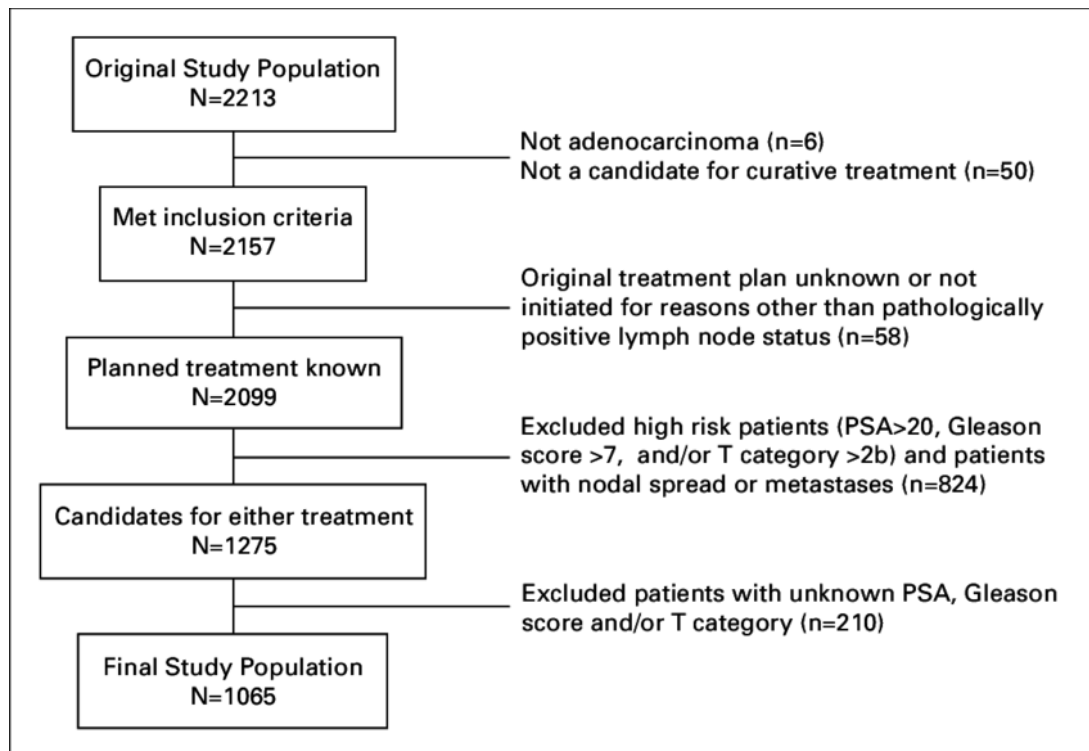 Original Study Population
N=2213
Not adenocarcinoma (n=6)
Not a candidate for curative treatment (n=50)
Met inclusion criteria
N=2157
Original treatment plan unknown or not
initiated for reasons other than pathologically
positive lymph node status (n=58)
Planned treatment known
N=2099
Excluded high risk patients (PSA>20, Gleason
score >7, and/or T category >2b) and patients
with nodal spread or metastases (n=824)
Candidates for either treatment
N=1275
Excluded patients with unknown PSA, Gleason
score and/or T category (n=210)
Final Study Population
N=1065